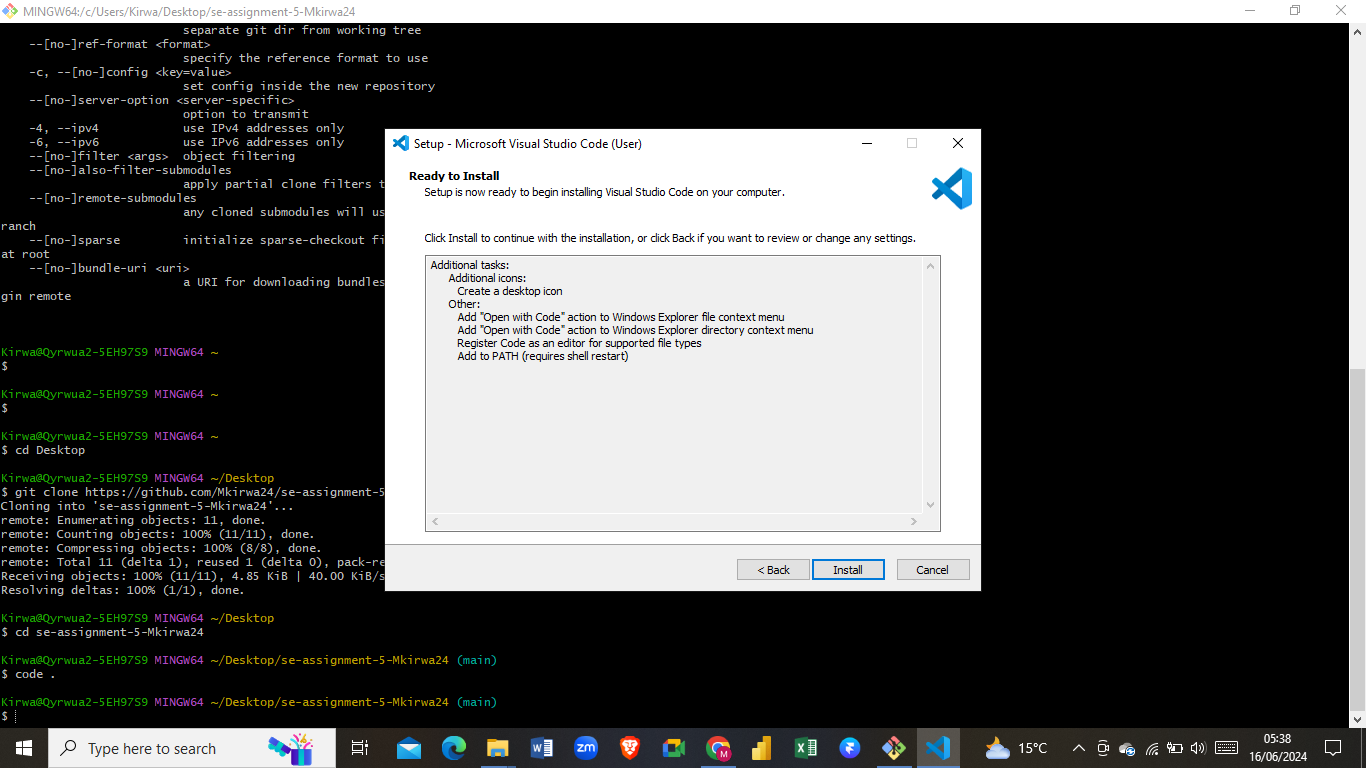 MINGW64:/c/Users/Kirwa/Desktop/se-assignment-5-Mkirwa24
separate git dir from working tree
--[no-]ref-format <format>
specify the reference format to use
-c, --[no-]config <key=value>
set config inside the new repository
--[no-]server-option <server-specific>
option to transmit
-4, --ipv4 use IPv4 addresses only
-6, --ipv6 use IPv6 addresses only
--[no-]filter <args> object filtering
--[no-]also-filter-submodules
apply partial clone filters t
--[no-]remote-submodules
any cloned submodules will us
ranch
--[no-]sparse initialize sparse-checkout fi
at root
--[no-]bundle-uri <uri>
a URI for downloading bundles
gin remote
Kirwa@Qyrwua2-5EH97S9 MINGW64 ~
$
Kirwa@Qyrwua2-5EH97S9 MINGW64 ~
$
Kirwa@Qyrwua2-5EH97S9 MINGW64 ~
$ cd Desktop
Kirwa@Qyrwua2-5EH97S9 MINGW64 ~/Desktop
$ git clone https://github.com/Mkirwa24/se-assignment-5
Cloning into 'se-assignment-5-Mkirwa24'...
remote: Enumerating objects: 11, done.
remote: Counting objects: 100% (11/11), done.
remote: Compressing objects: 100% (8/8), done.
remote: Total 11 (delta 1), reused 1 (delta 0), pack-re
Receiving objects: 100% (11/11), 4.85 KiB | 40.00 KiB/s
Resolving deltas: 100% (1/1), done.
Kirwa@Qyrwua2-5EH97S9 MINGW64 ~/Desktop
$ cd se-assignment-5-Mkirwa24
Kirwa@Qyrwua2-5EH97S9 MINGW64 ~/Desktop/se-assignment-5-Mkirwa24 (main)
$ code .
Kirwa@Qyrwua2-5EH97S9 MINGW64 ~/Desktop/se-assignment-5-Mkirwa24 (main)
$
Setup - Microsoft Visual Studio Code (User)
Ready to Install
Setup is now ready to begin installing Visual Studio Code on your computer.
Click Install to continue with the installation, or click Back if you want to review or change any settings.
Additional tasks:
Additional icons:
Create a desktop icon
Other:
Add "Open with Code" action to Windows Explorer file context menu
Add "Open with Code" action to Windows Explorer directory context menu
Register Code as an editor for supported file types
Add to PATH (requires shell restart)
< Back Install Cancel
Type here to search
zm
15°C
05:38
16/06/2024